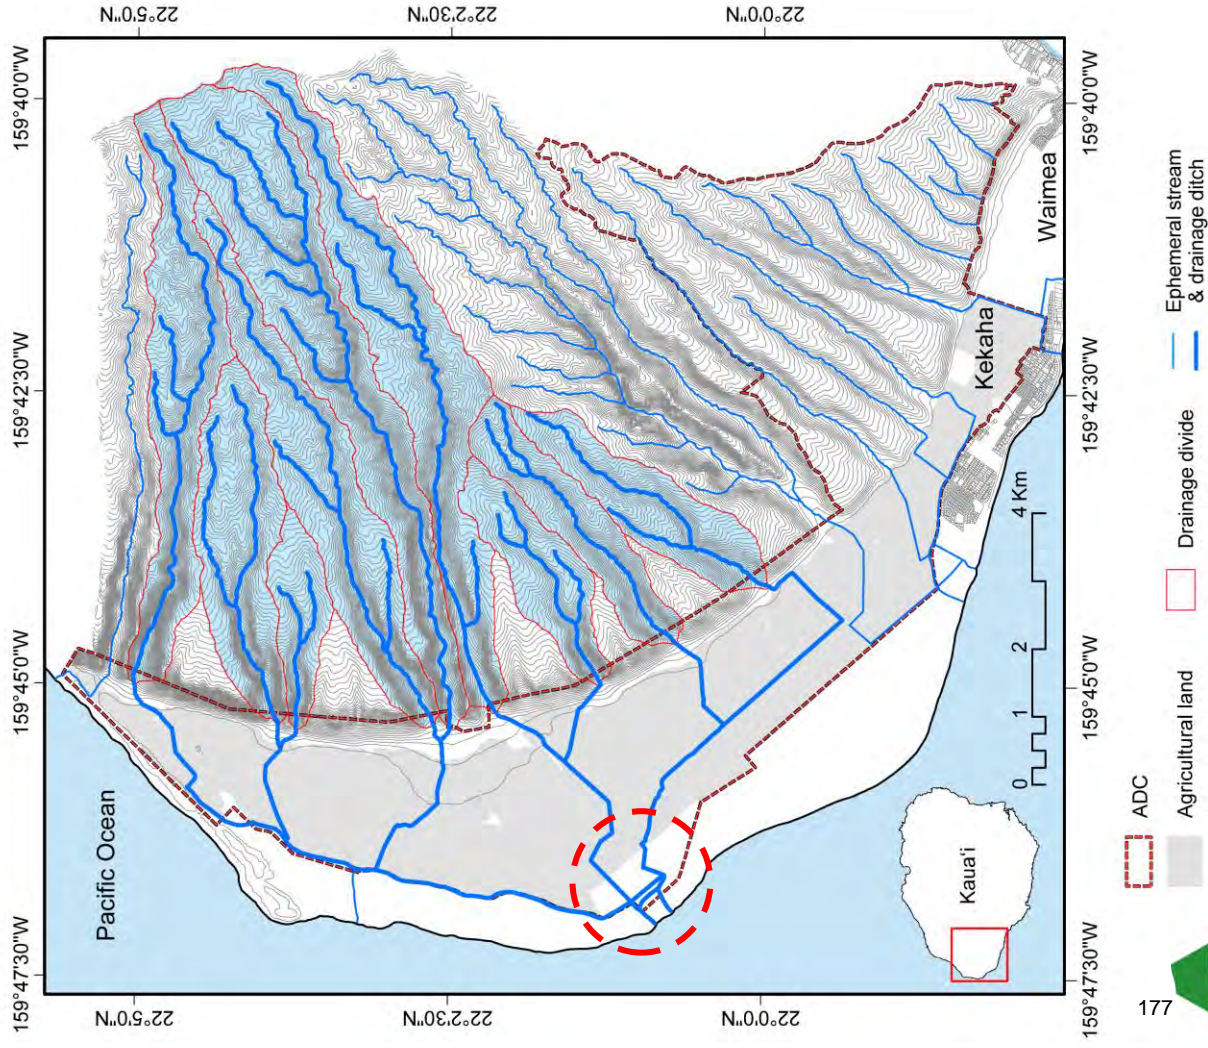 22°5'0"N
22°2'30"N
22°0'0"N
159°40'0"W
159°42'30"W
159°45'0"W
159°47'30"W
159°40'0"W
159°42'30"W
159°45'0"W
159°47'30"W
22°5'0"N
22°2'30"N
22°0'0"N
Pacific Ocean
Waimea
Kekaha
0 1 2 4 Km
Kaua'i
ADC
Agricultural land
Drainage divide
Ephemeral stream
& drainage ditch
177